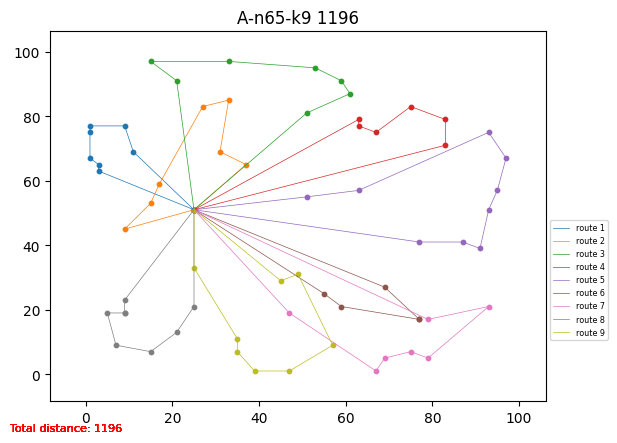 A-n65-k9 1196
100
80
60
40
20
0
0
20
40
60
80
100
route 1
route 2
route 3
route 4
route 5
route 6
route 7
route 8
route 9
Total distance: 1196